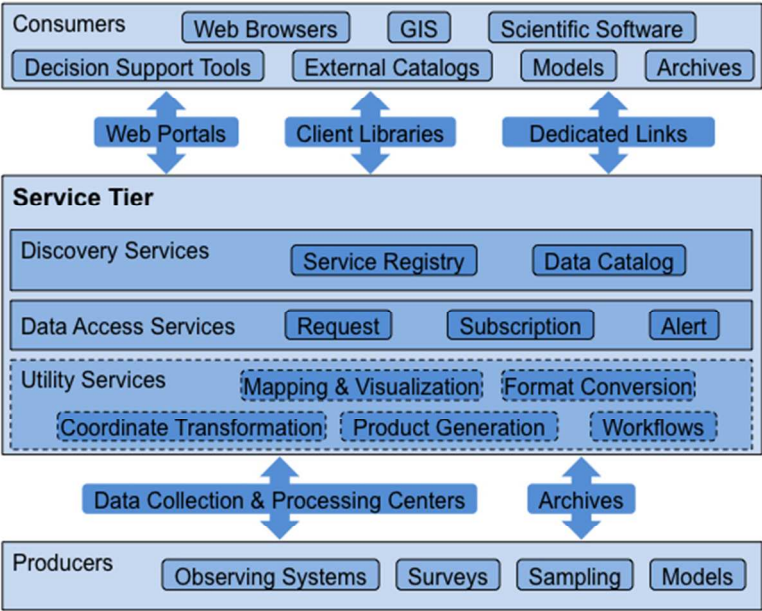 Consumers
Web Browsers
GIS
Scientific Software
Decision Support Tools
External Catalogs
Models
Archives
Web Portals
Client Libraries
Dedicated Links
Service Tier
Discovery Services
Service Registry
Data Catalog
Data Access Services
Request
Subscription
Alert
Utility Services
Mapping & Visualization
Format Conversion
Coordinate Transformation
Product Generation
Workflows
Data Collection & Processing Centers
Archives
Producers
Observing Systems
Surveys
Sampling
Models